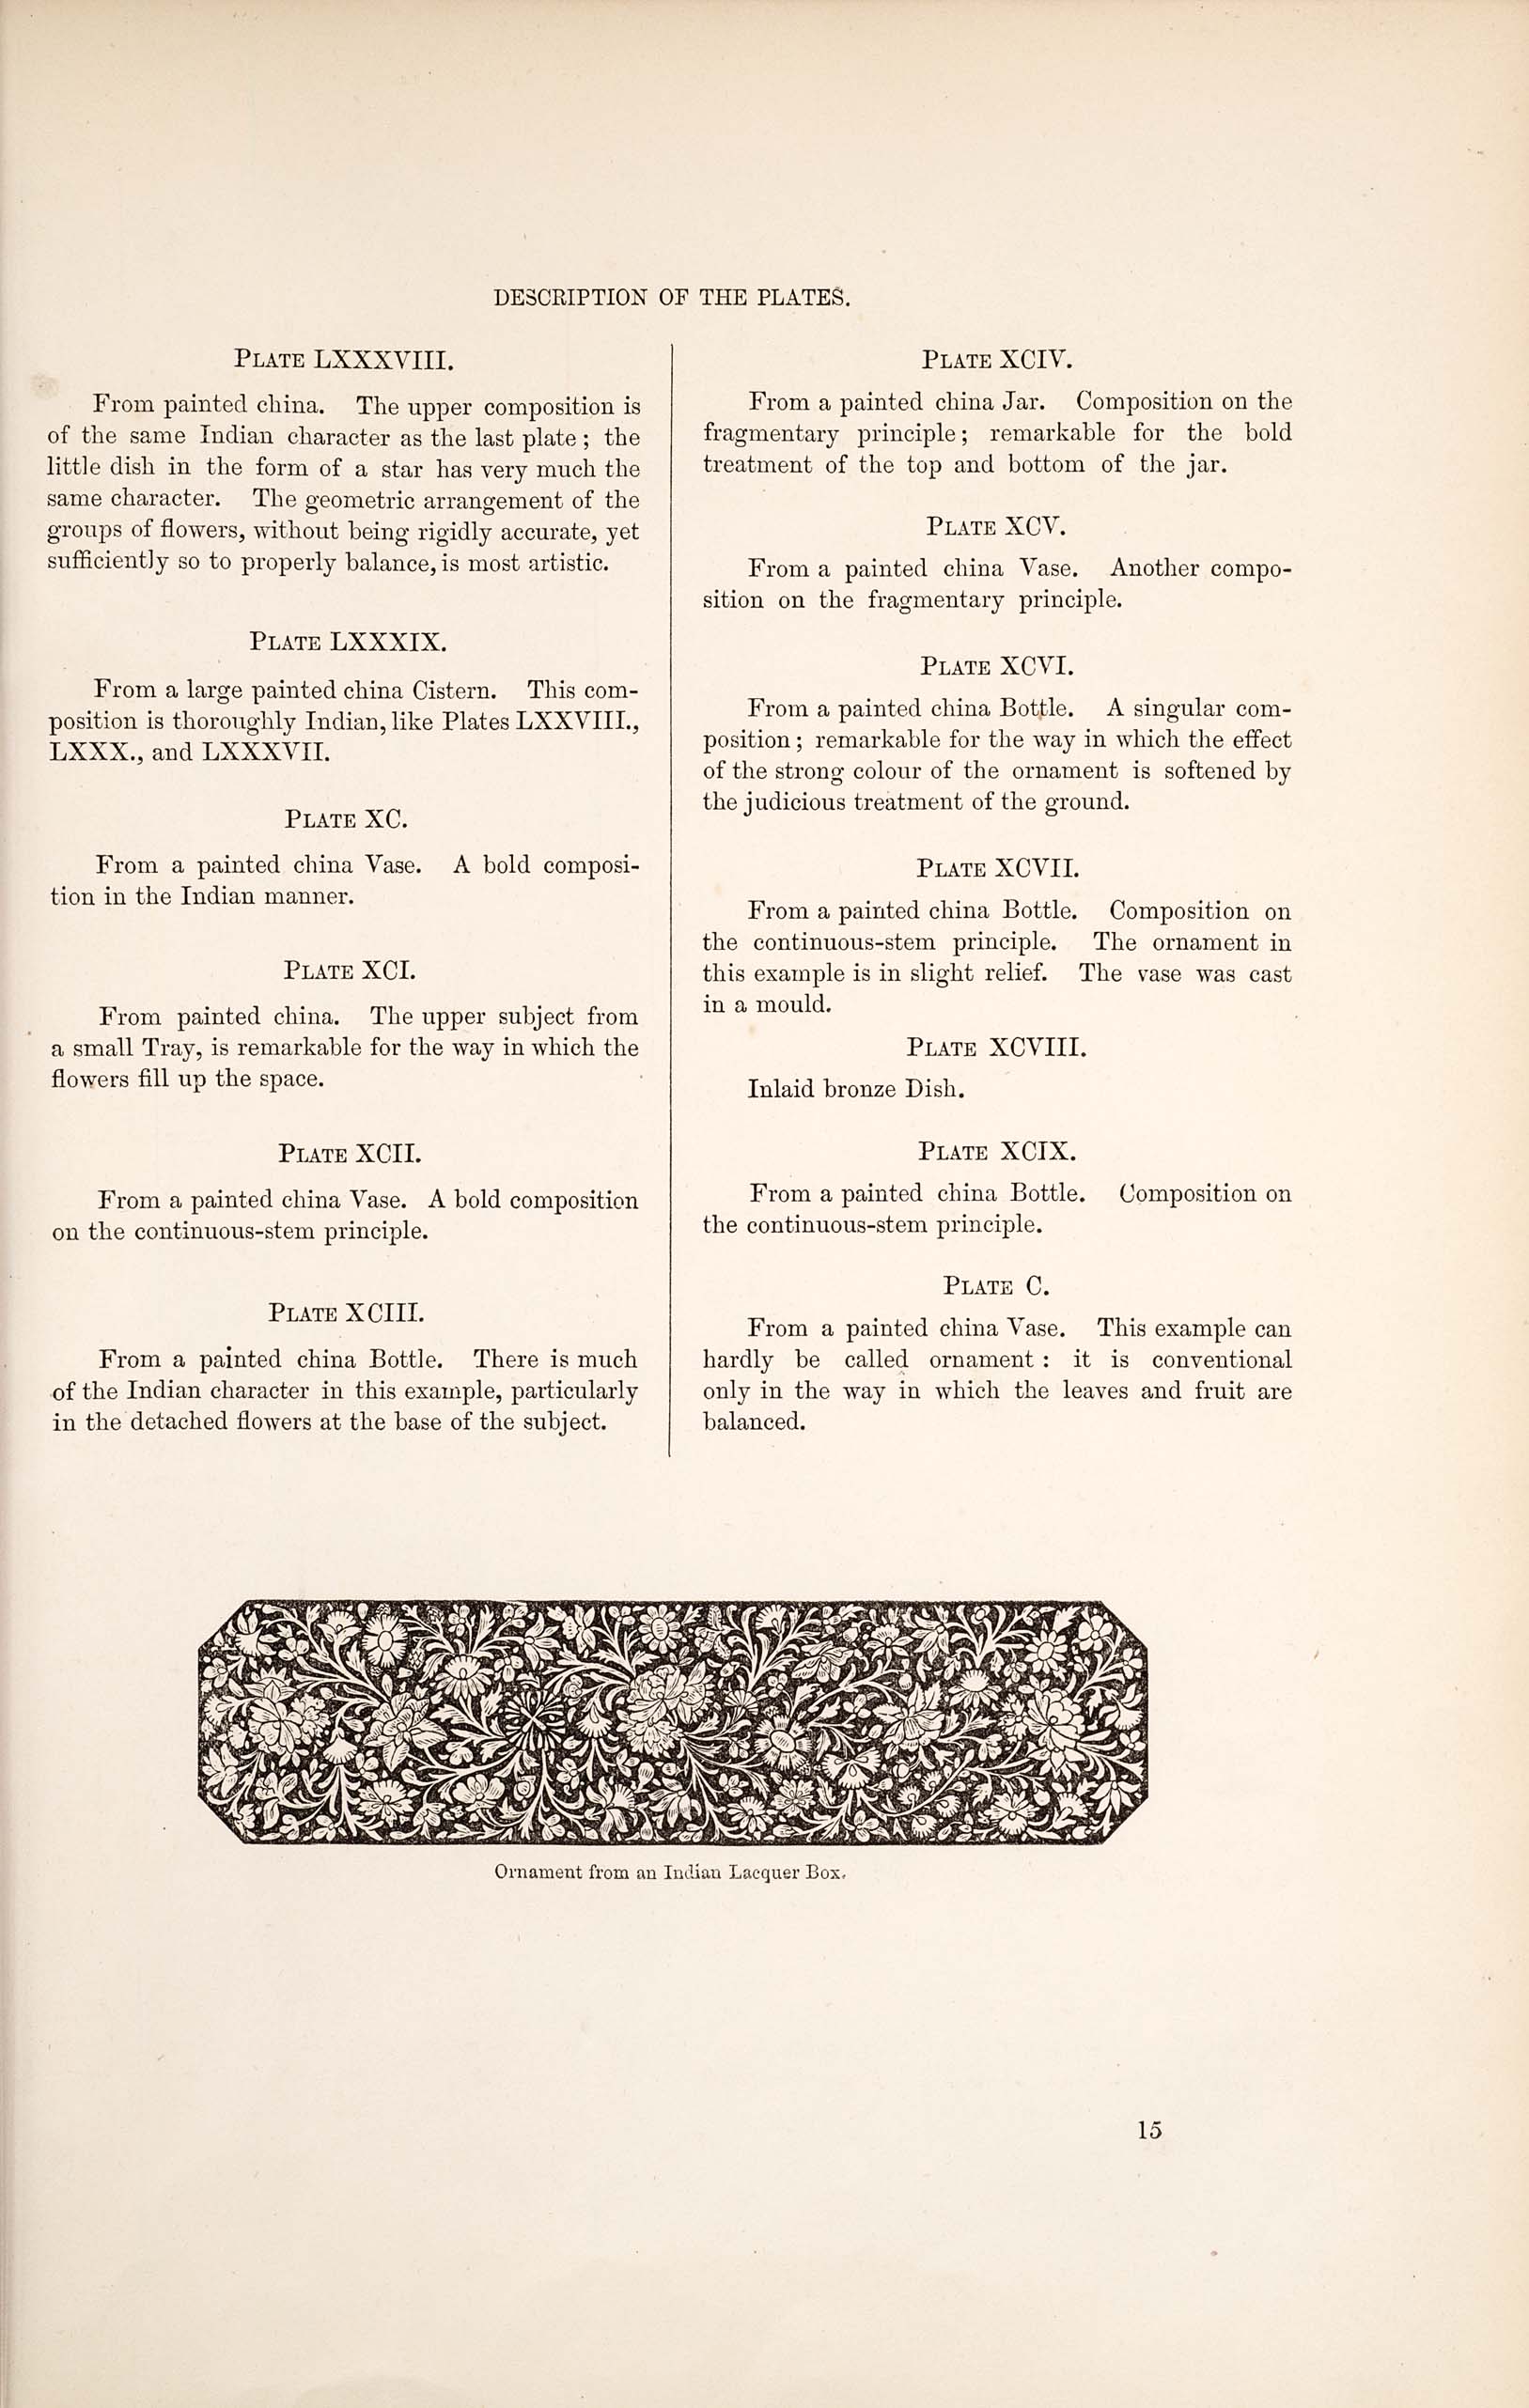 DESCRIPTION OF THE PLATES.
PLATE LXXXVIII.
From painted china. The upper composition is
of the same Indian character as the last plate; the
little dish in the form of a star has very much the
same character. The geometric arrangement of the
groups of flowers, without being rigidly accurate, yet
sufficiently so to properly balance, is most artistic.
PLATE LXXXIX.
From a large painted china Cistern. This com-
position is thoroughly Indian, like Plates LXXVIII.,
LXXX., and LXXXVII.
PLATE XC.
From a painted china Vase. A bold composi-
tion in the Indian manner.
PLATE XCI.
From painted china. The upper subject from
a small Tray, is remarkable for the way in which the
flowers fill up the space.
PLATE XCII.
From a painted china Vase. A bold composition
on the continuous-stem principle.
PLATE XCIII.
From a painted china Bottle. There is much
of the Indian character in this example, particularly
in the detached flowers at the base of the subject.
PLATE XCIV.
From a painted china Jar. Composition on the
fragmentary principle; remarkable for the bold
treatment of the top and bottom of the jar.
PLATE XCV.
From a painted china Vase. Another compo-
sition on the fragmentary principle.
PLATE XCVI.
From a painted china Bottle. A singular com-
position; remarkable for the way in which the effect
of the strong colour of the ornament is softened by
the judicious treatment of the ground.
PLATE XCVII.
From a painted china Bottle. Composition on
the continuous-stem principle. The ornament in
this example is in slight relief. The vase was cast
in a mould.
PLATE XCVIII.
Inlaid bronze Dish.
PLATE XCIX.
From a painted china Bottle. Composition on
the continuous-stem principle.
PLATE C.
From a painted china Vase. This example can
hardly be called ornament: it is conventional
only in the way in which the leaves and fruit are
balanced.
Ornament from an Indian Lacquer Box.
15